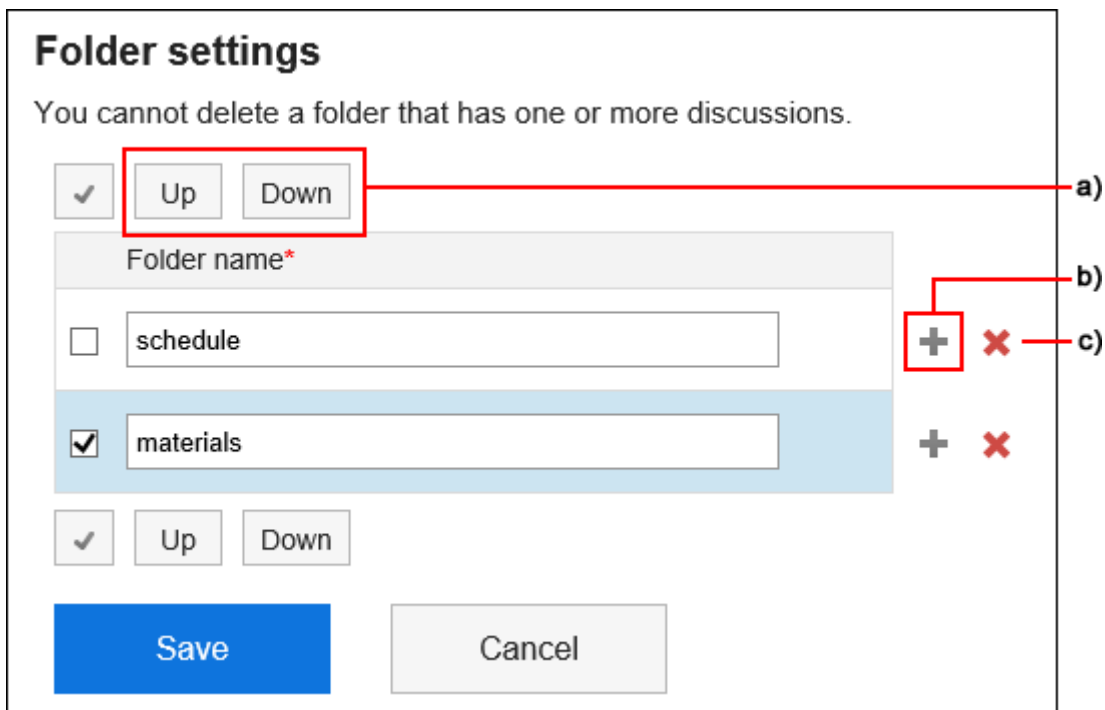 Folder settings
You cannot delete a folder that has one or more discussions.
Up Down
a)
Folder name*
b)
schedule
c)
materials
Up Down
Save Cancel